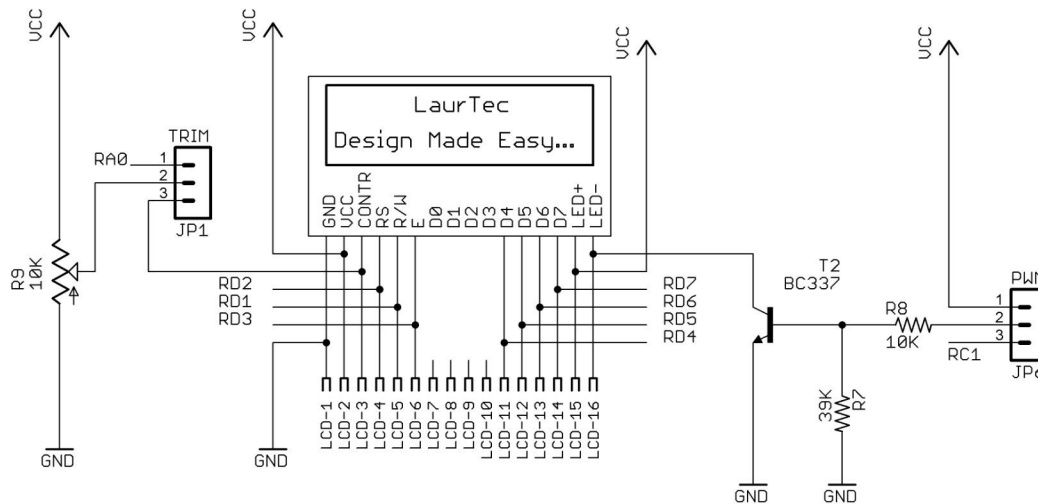 VCC
VCC
VCC
VCC
LaurTec
Design Made Easy...
TRIM
RA0
1
2
3
JP1
GND
VCC
CONTR
RS
R/W
E
D0
D1
D2
D3
D4
D5
D6
D7
LED+
LED-
R9
10K
RD2
RD1
RD3
RD7
RD6
RD5
RD4
T2
BC337
R8
10K
PWM
1
2
3
RC1
JP6
39K
R7
LCD-1
LCD-2
LCD-3
LCD-4
LCD-5
LCD-6
LCD-7
LCD-8
LCD-9
LCD-10
LCD-11
LCD-12
LCD-13
LCD-14
LCD-15
LCD-16
GND
GND
GND
GND